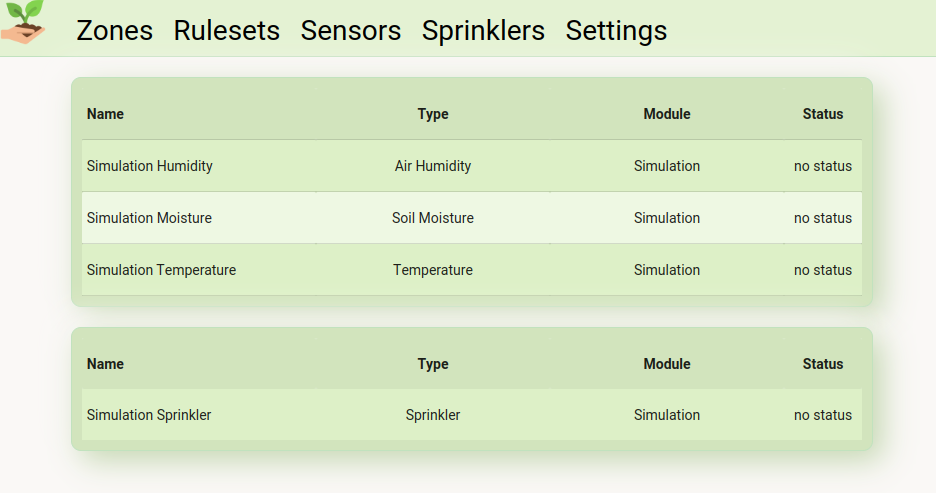 Zones Rulesets Sensors Sprinklers Settings
Name Type Module Status
Simulation Humidity Air Humidity Simulation no status
Simulation Moisture Soil Moisture Simulation no status
Simulation Temperature Temperature Simulation no status
Name Type Module Status
Simulation Sprinkler Sprinkler Simulation no status